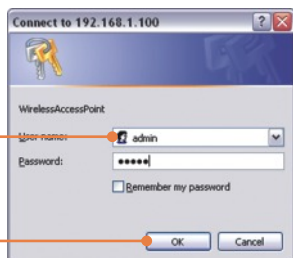 Connect to 192.168.1.100
WirelessAccessPoint
User name:
admin
Password:
•••••
Remember my password
OK
Cancel